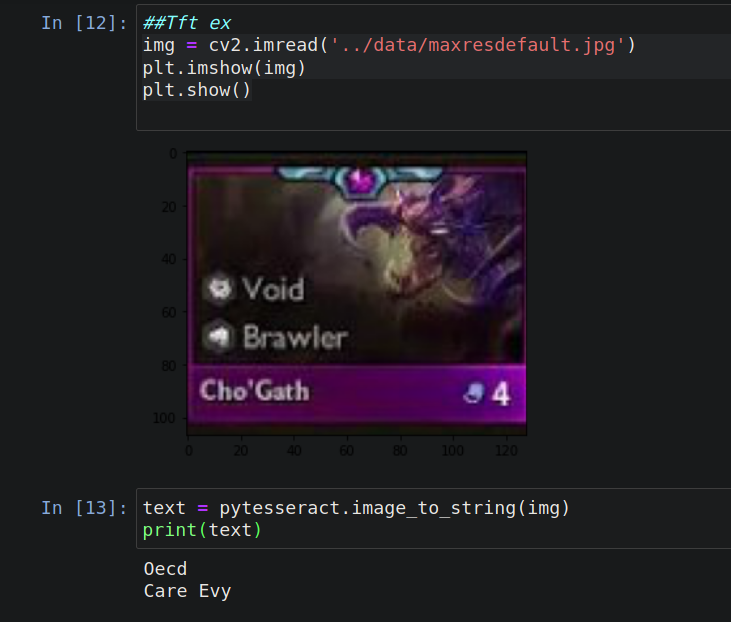 In [12]:
##Tft ex
img = cv2.imread('../data/maxresdefault.jpg')
plt.imshow(img)
plt.show()
0
20
40
60
80
100
Void
Brawler
Cho'Gath
4
0 20 40 60 80 100 120
In [13]:
text = pytesseract.image_to_string(img)
print(text)
Oecd
Care Evy